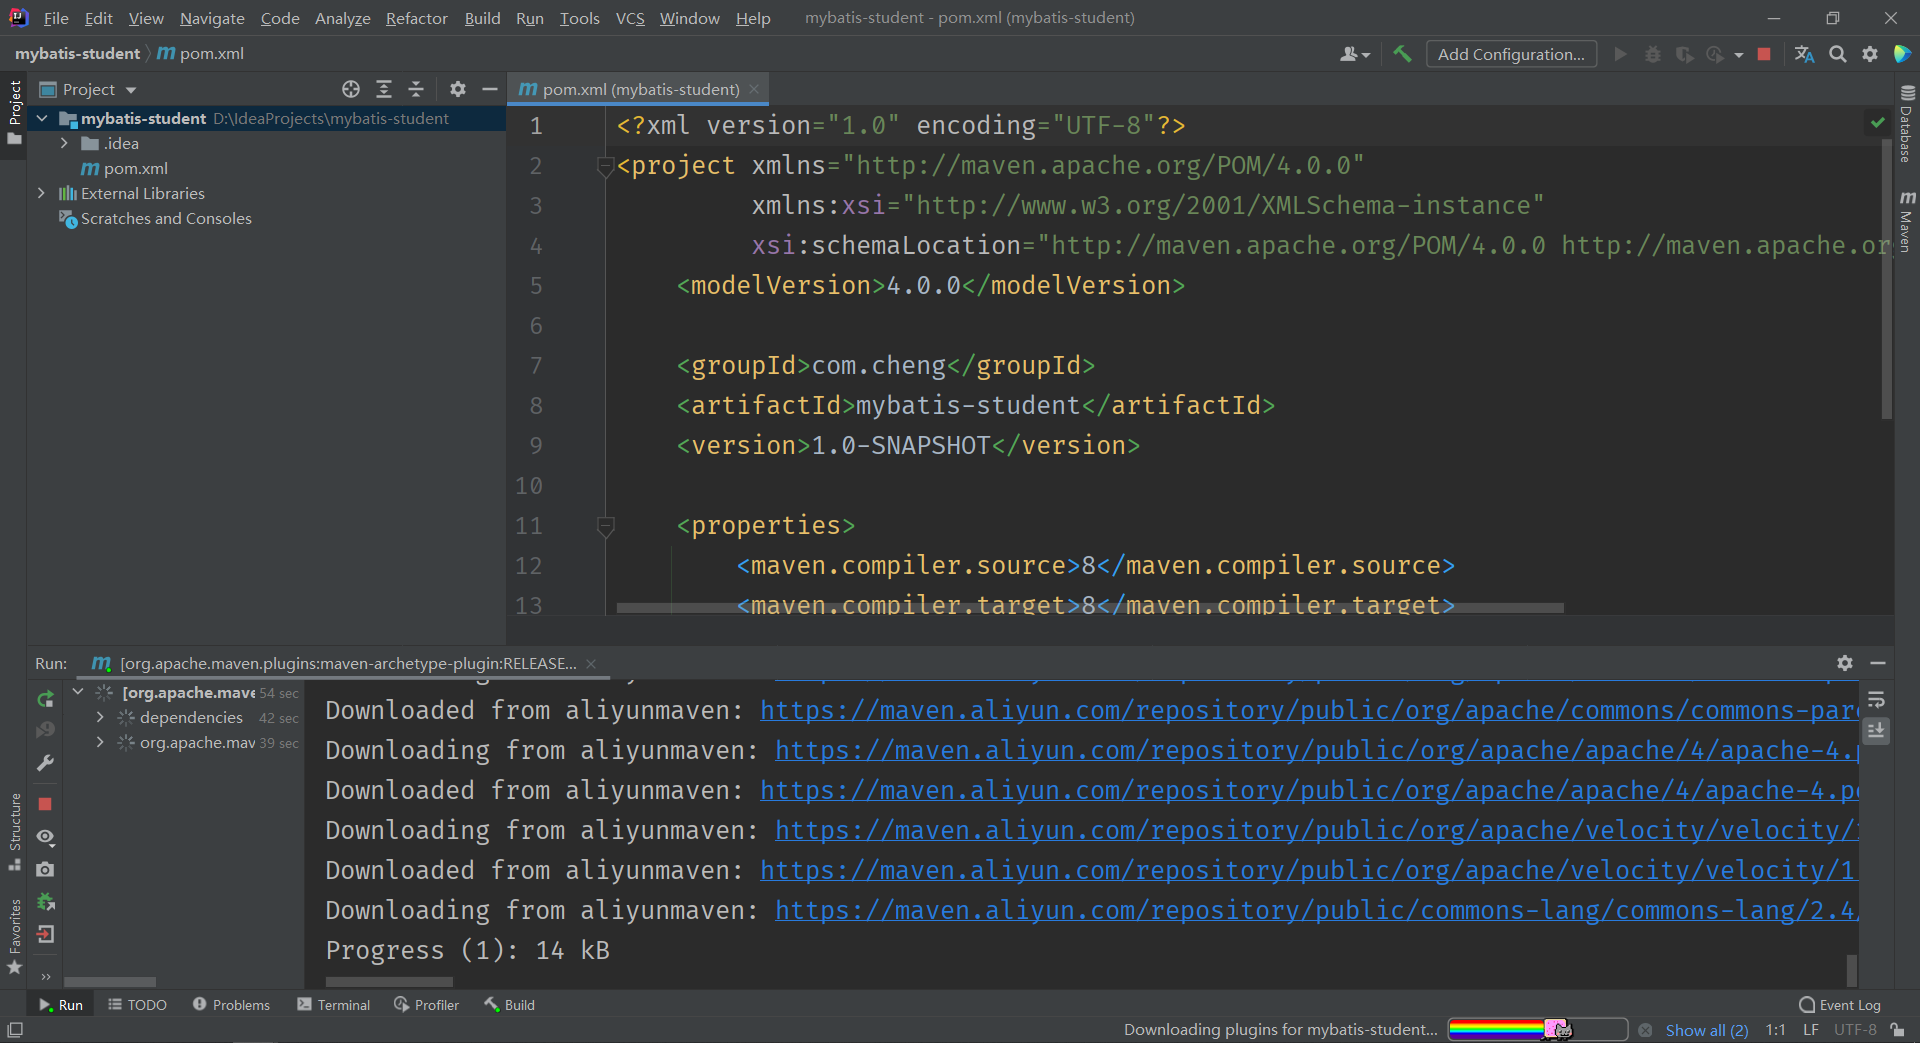 File Edit View Navigate Code Analyze Refactor Build Run Tools VCS Window Help mybatis-student - pom.xml (mybatis-student)
mybatis-student pom.xml
Add Configuration...
Project
Project
pom.xml (mybatis-student)
mybatis-student D:\IdeaProjects\mybatis-student
.idea
pom.xml
External Libraries
Scratches and Consoles
1 <?xml version="1.0" encoding="UTF-8"?>
2 <project xmlns="http://maven.apache.org/POM/4.0.0"
3 xmlns:xsi="http://www.w3.org/2001/XMLSchema-instance"
4 xsi:schemaLocation="http://maven.apache.org/POM/4.0.0 http://maven.apache.or
5 <modelVersion>4.0.0</modelVersion>
6
7 <groupId>com.cheng</groupId>
8 <artifactId>mybatis-student</artifactId>
9 <version>1.0-SNAPSHOT</version>
10
11 <properties>
12 <maven.compiler.source>8</maven.compiler.source>
13 <maven.compiler.target>8</maven.compiler.target>
Database
Maven
Run: [org.apache.maven.plugins:maven-archetype-plugin:RELEASE...
[org.apache.mave 54 sec
dependencies 42 sec
org.apache.mav 39 sec
Downloaded from aliyunmaven: https://maven.aliyun.com/repository/public/org/apache/commons/commons-par
Downloading from aliyunmaven: https://maven.aliyun.com/repository/public/org/apache/apache/4/apache-4.p
Downloaded from aliyunmaven: https://maven.aliyun.com/repository/public/org/apache/apache/4/apache-4.po
Downloading from aliyunmaven: https://maven.aliyun.com/repository/public/org/apache/velocity/velocity/
Downloaded from aliyunmaven: https://maven.aliyun.com/repository/public/org/apache/velocity/velocity/1
Downloading from aliyunmaven: https://maven.aliyun.com/repository/public/commons-lang/commons-lang/2.4/
Progress (1): 14 kB
Structure
Favorites
Run TODO Problems Terminal Profiler Build Event Log
Downloading plugins for mybatis-student... Show all (2) 1:1 LF UTF-8